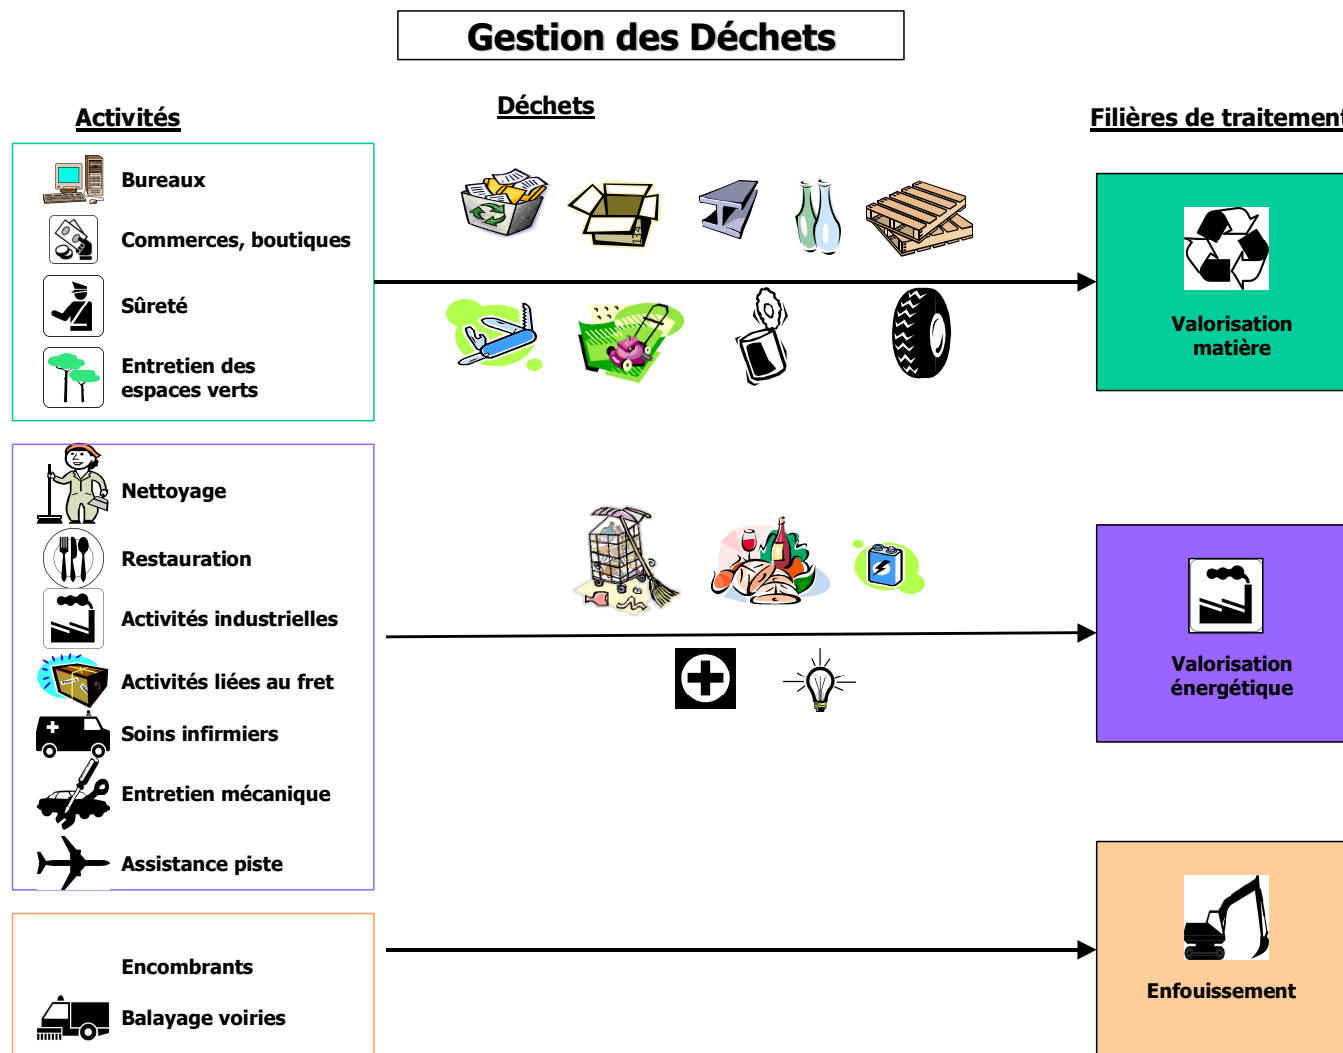 Gestion des Déchets
Activités
Déchets
Filières de traitement
Bureaux
Commerces, boutiques
Sûreté
Entretien des
espaces verts
134
Valorisation
matière
Nettoyage
Restauration
Activités industrielles
Activités liées au fret
Soins infirmiers
Entretien mécanique
Assistance piste
Valorisation
énergétique
Encombrants
Balayage voiries
Enfouissement